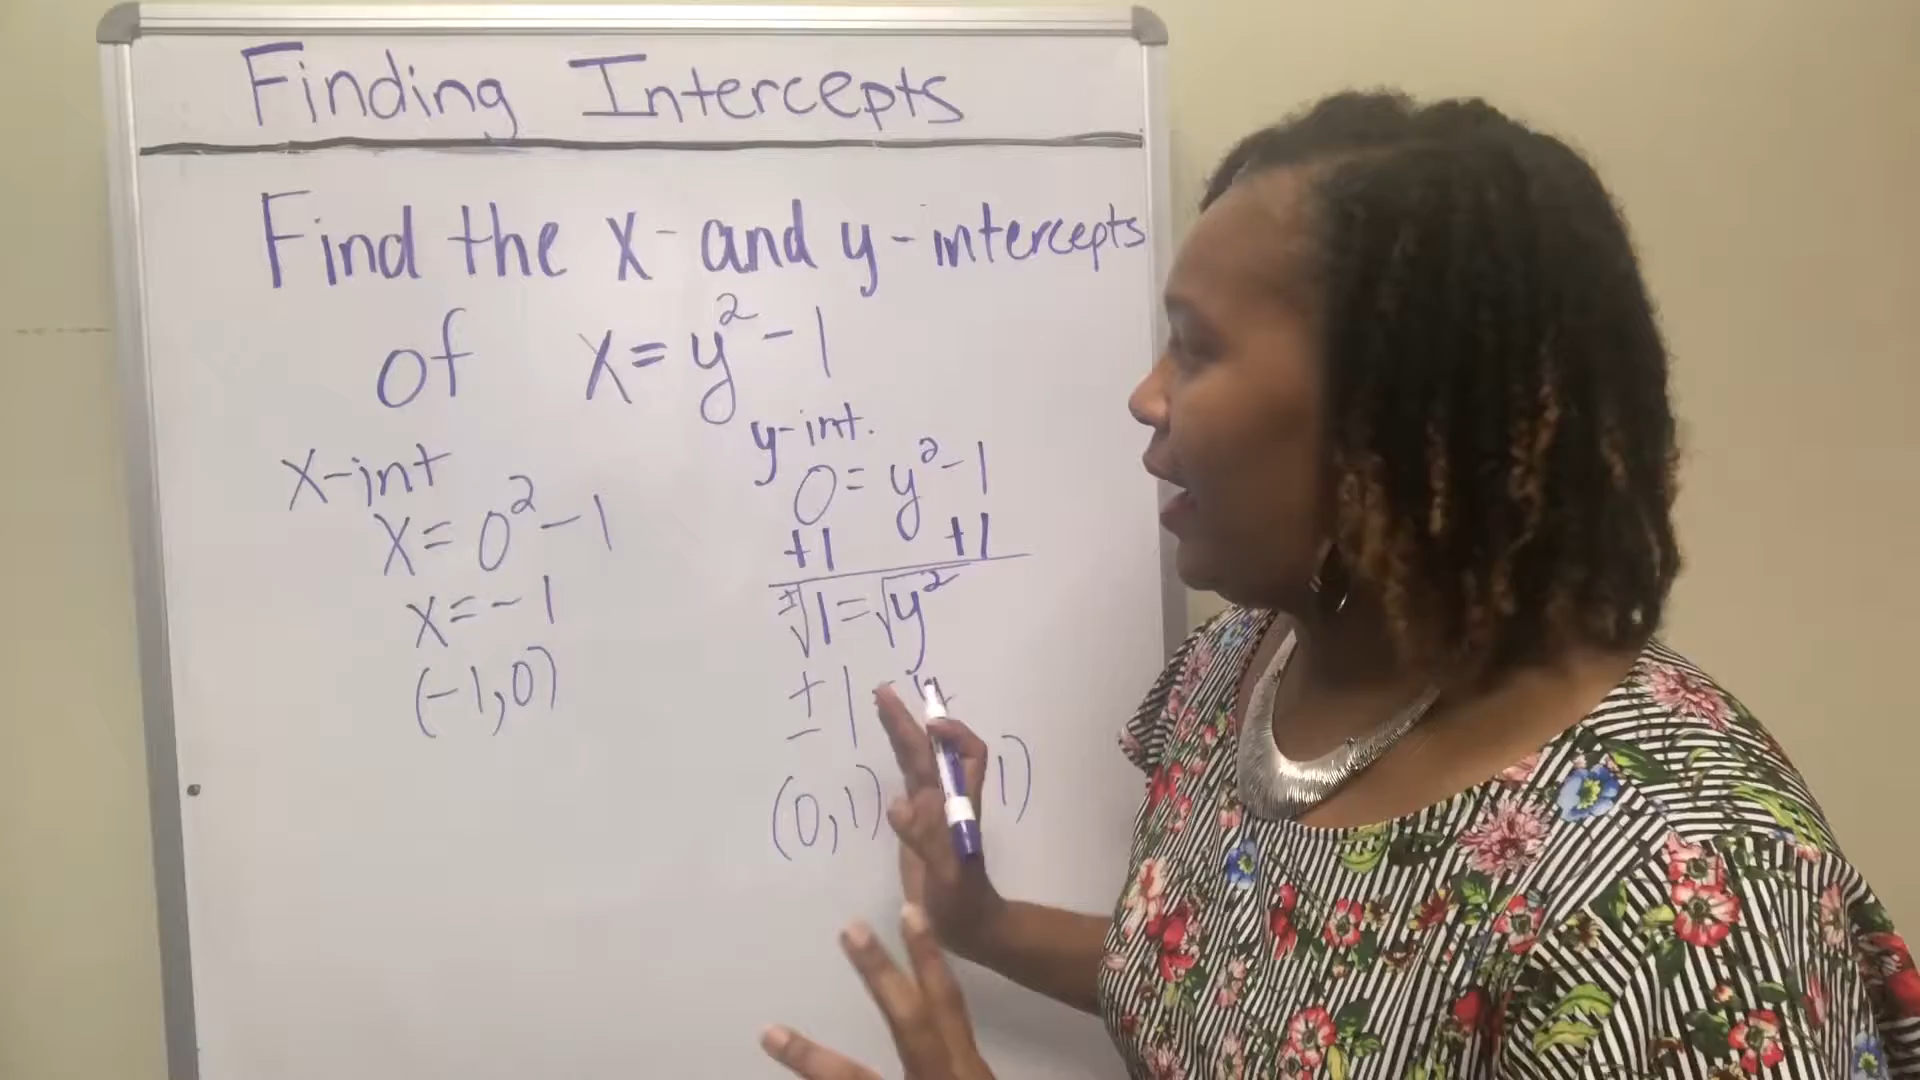 Finding Intercepts
Find the x- and y-intercepts
of x=y²-1
x-int
x=0²-1
x=-1
(-1,0)
y-int.
0=y²-1
+1 +1
±√1=√y²
±1
(0,1) 1)